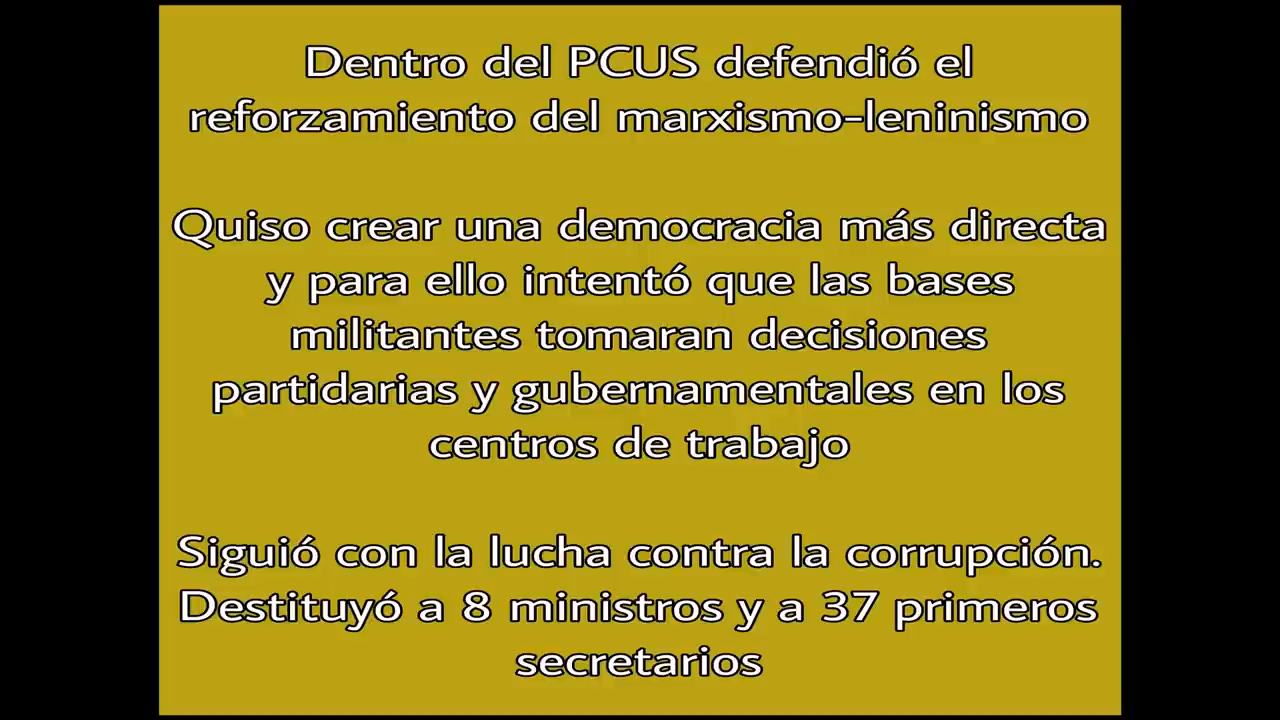 Dentro del PCUS defendió el
reforzamiento del marxismo-leninismo
Quiso crear una democracia más directa
y para ello intentó que las bases
militantes tomaran decisiones
partidarias y gubernamentales en los
centros de trabajo
Siguió con la lucha contra la corrupción.
Destituyó a 8 ministros y a 37 primeros
secretarios